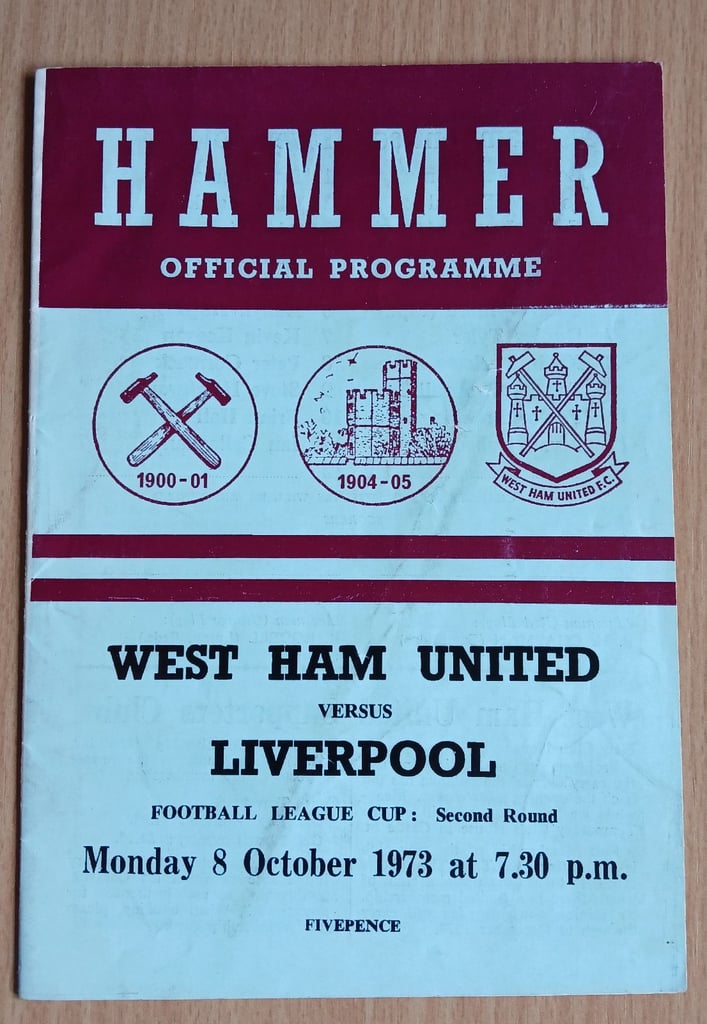 HAMMER
OFFICIAL PROGRAMME
1900-01
1904-05
WEST HAM UNITED F.C.
WEST HAM UNITED
VERSUS
LIVERPOOL
FOOTBALL LEAGUE CUP: Second Round
Monday 8 October 1973 at 7.30 p.m.
FIVEPENCE